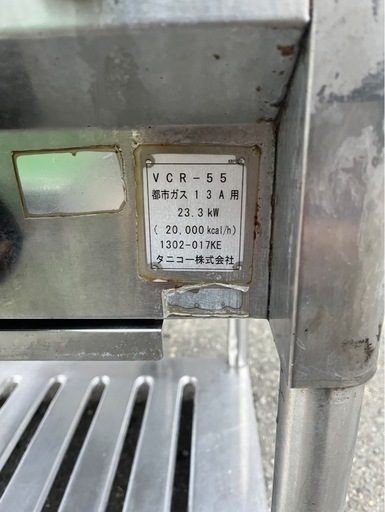 VCR-55
都市ガス13A用
23.3kW
(20,000kcal/h)
1302-017KE
タニコー株式会社